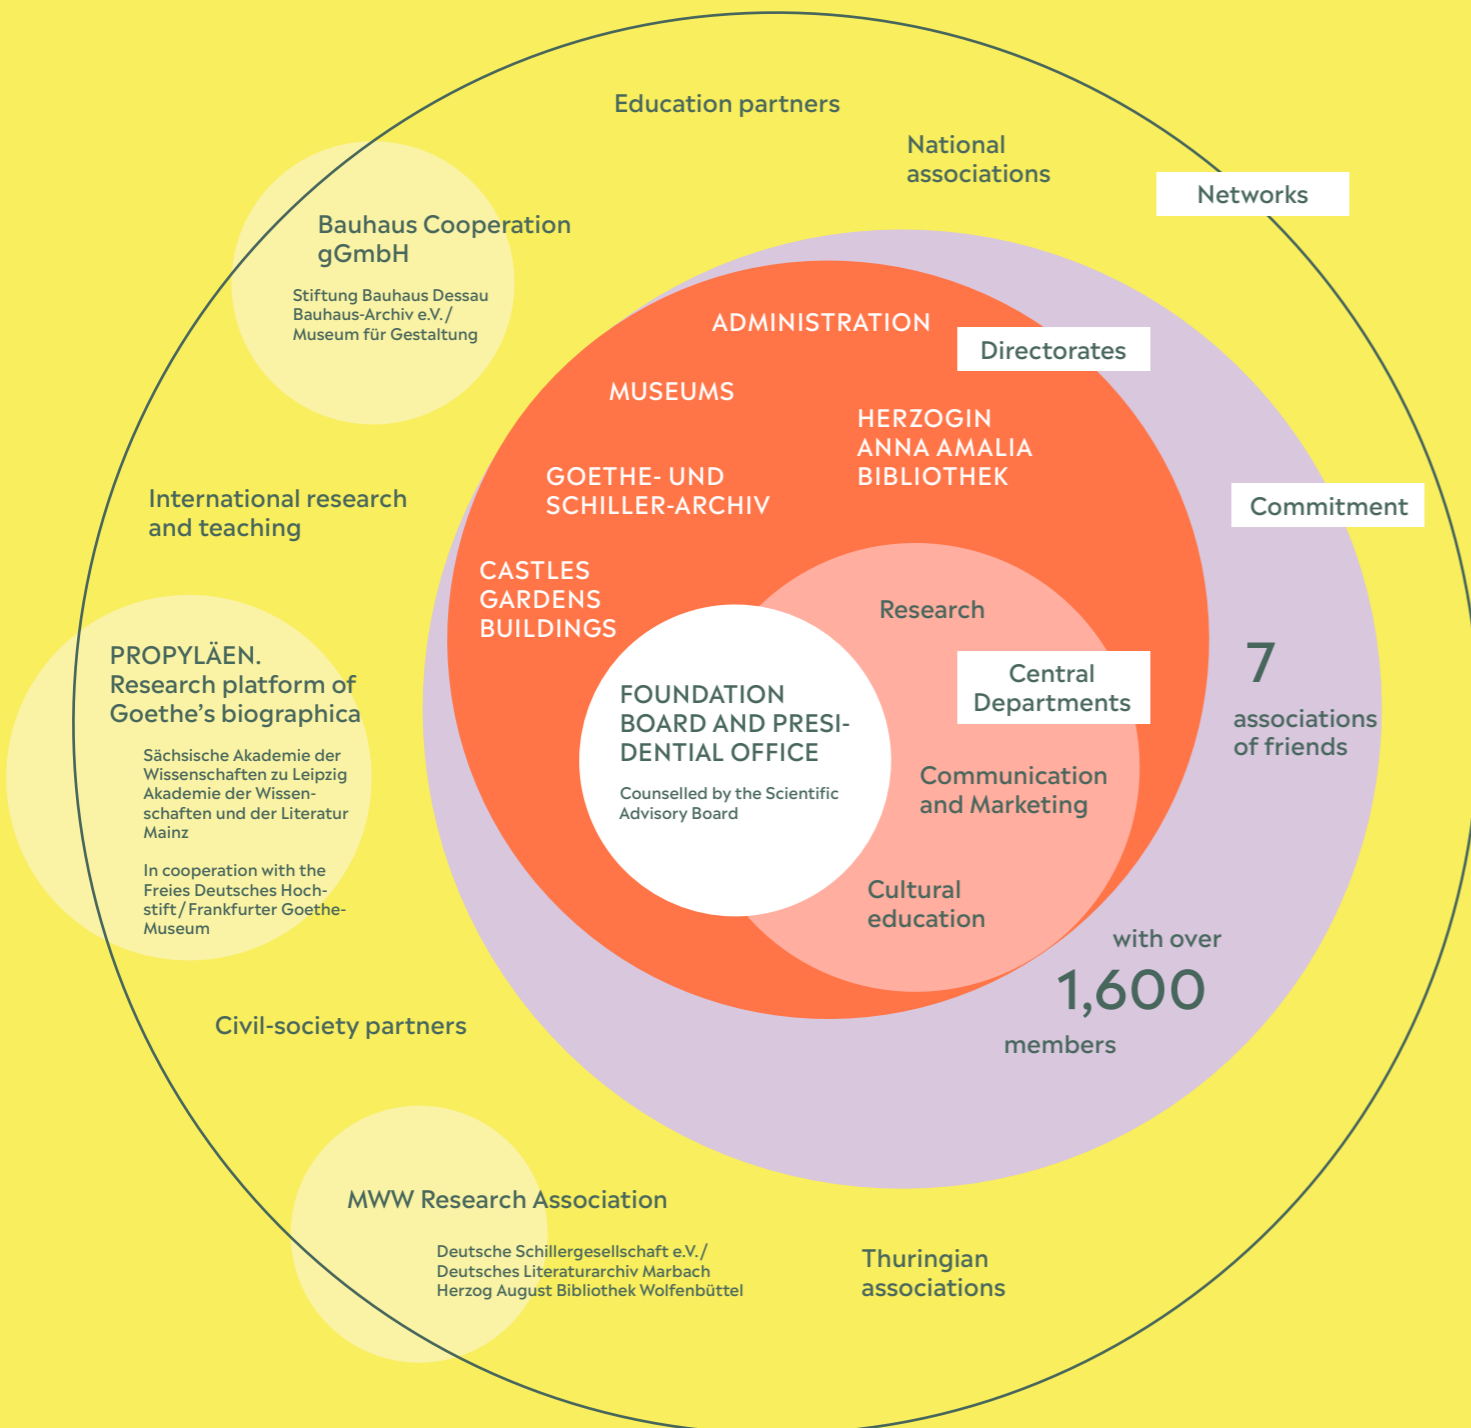 Education partners
National
associations
Networks
Bauhaus Cooperation
gGmbH
Stiftung Bauhaus Dessau
Bauhaus-Archiv e.V./
Museum für Gestaltung
ADMINISTRATION
Directorates
MUSEUMS
HERZOGIN
ANNA AMALIA
BIBLIOTHEK
GOETHE- UND
SCHILLER-ARCHIV
International research
and teaching
Commitment
CASTLES
GARDENS
BUILDINGS
Research
PROPYLÄEN.
Research platform of
Goethe’s biographica
Sächsische Akademie der
Wissenschaften zu Leipzig
Akademie der Wissen-
schaften und der Literatur
Mainz
In cooperation with the
Freies Deutsches Hoch-
stift/Frankfurter Goethe-
Museum
FOUNDATION
BOARD AND PRESI-
DENTIAL OFFICE
Counselled by the Scientific
Advisory Board
Central
Departments
7
associations
of friends
Communication
and Marketing
Cultural
education
with over
1,600
members
Civil-society partners
MWW Research Association
Deutsche Schillergesellschaft e.V./
Deutsches Literaturarchiv Marbach
Herzog August Bibliothek Wolfenbüttel
Thuringian
associations